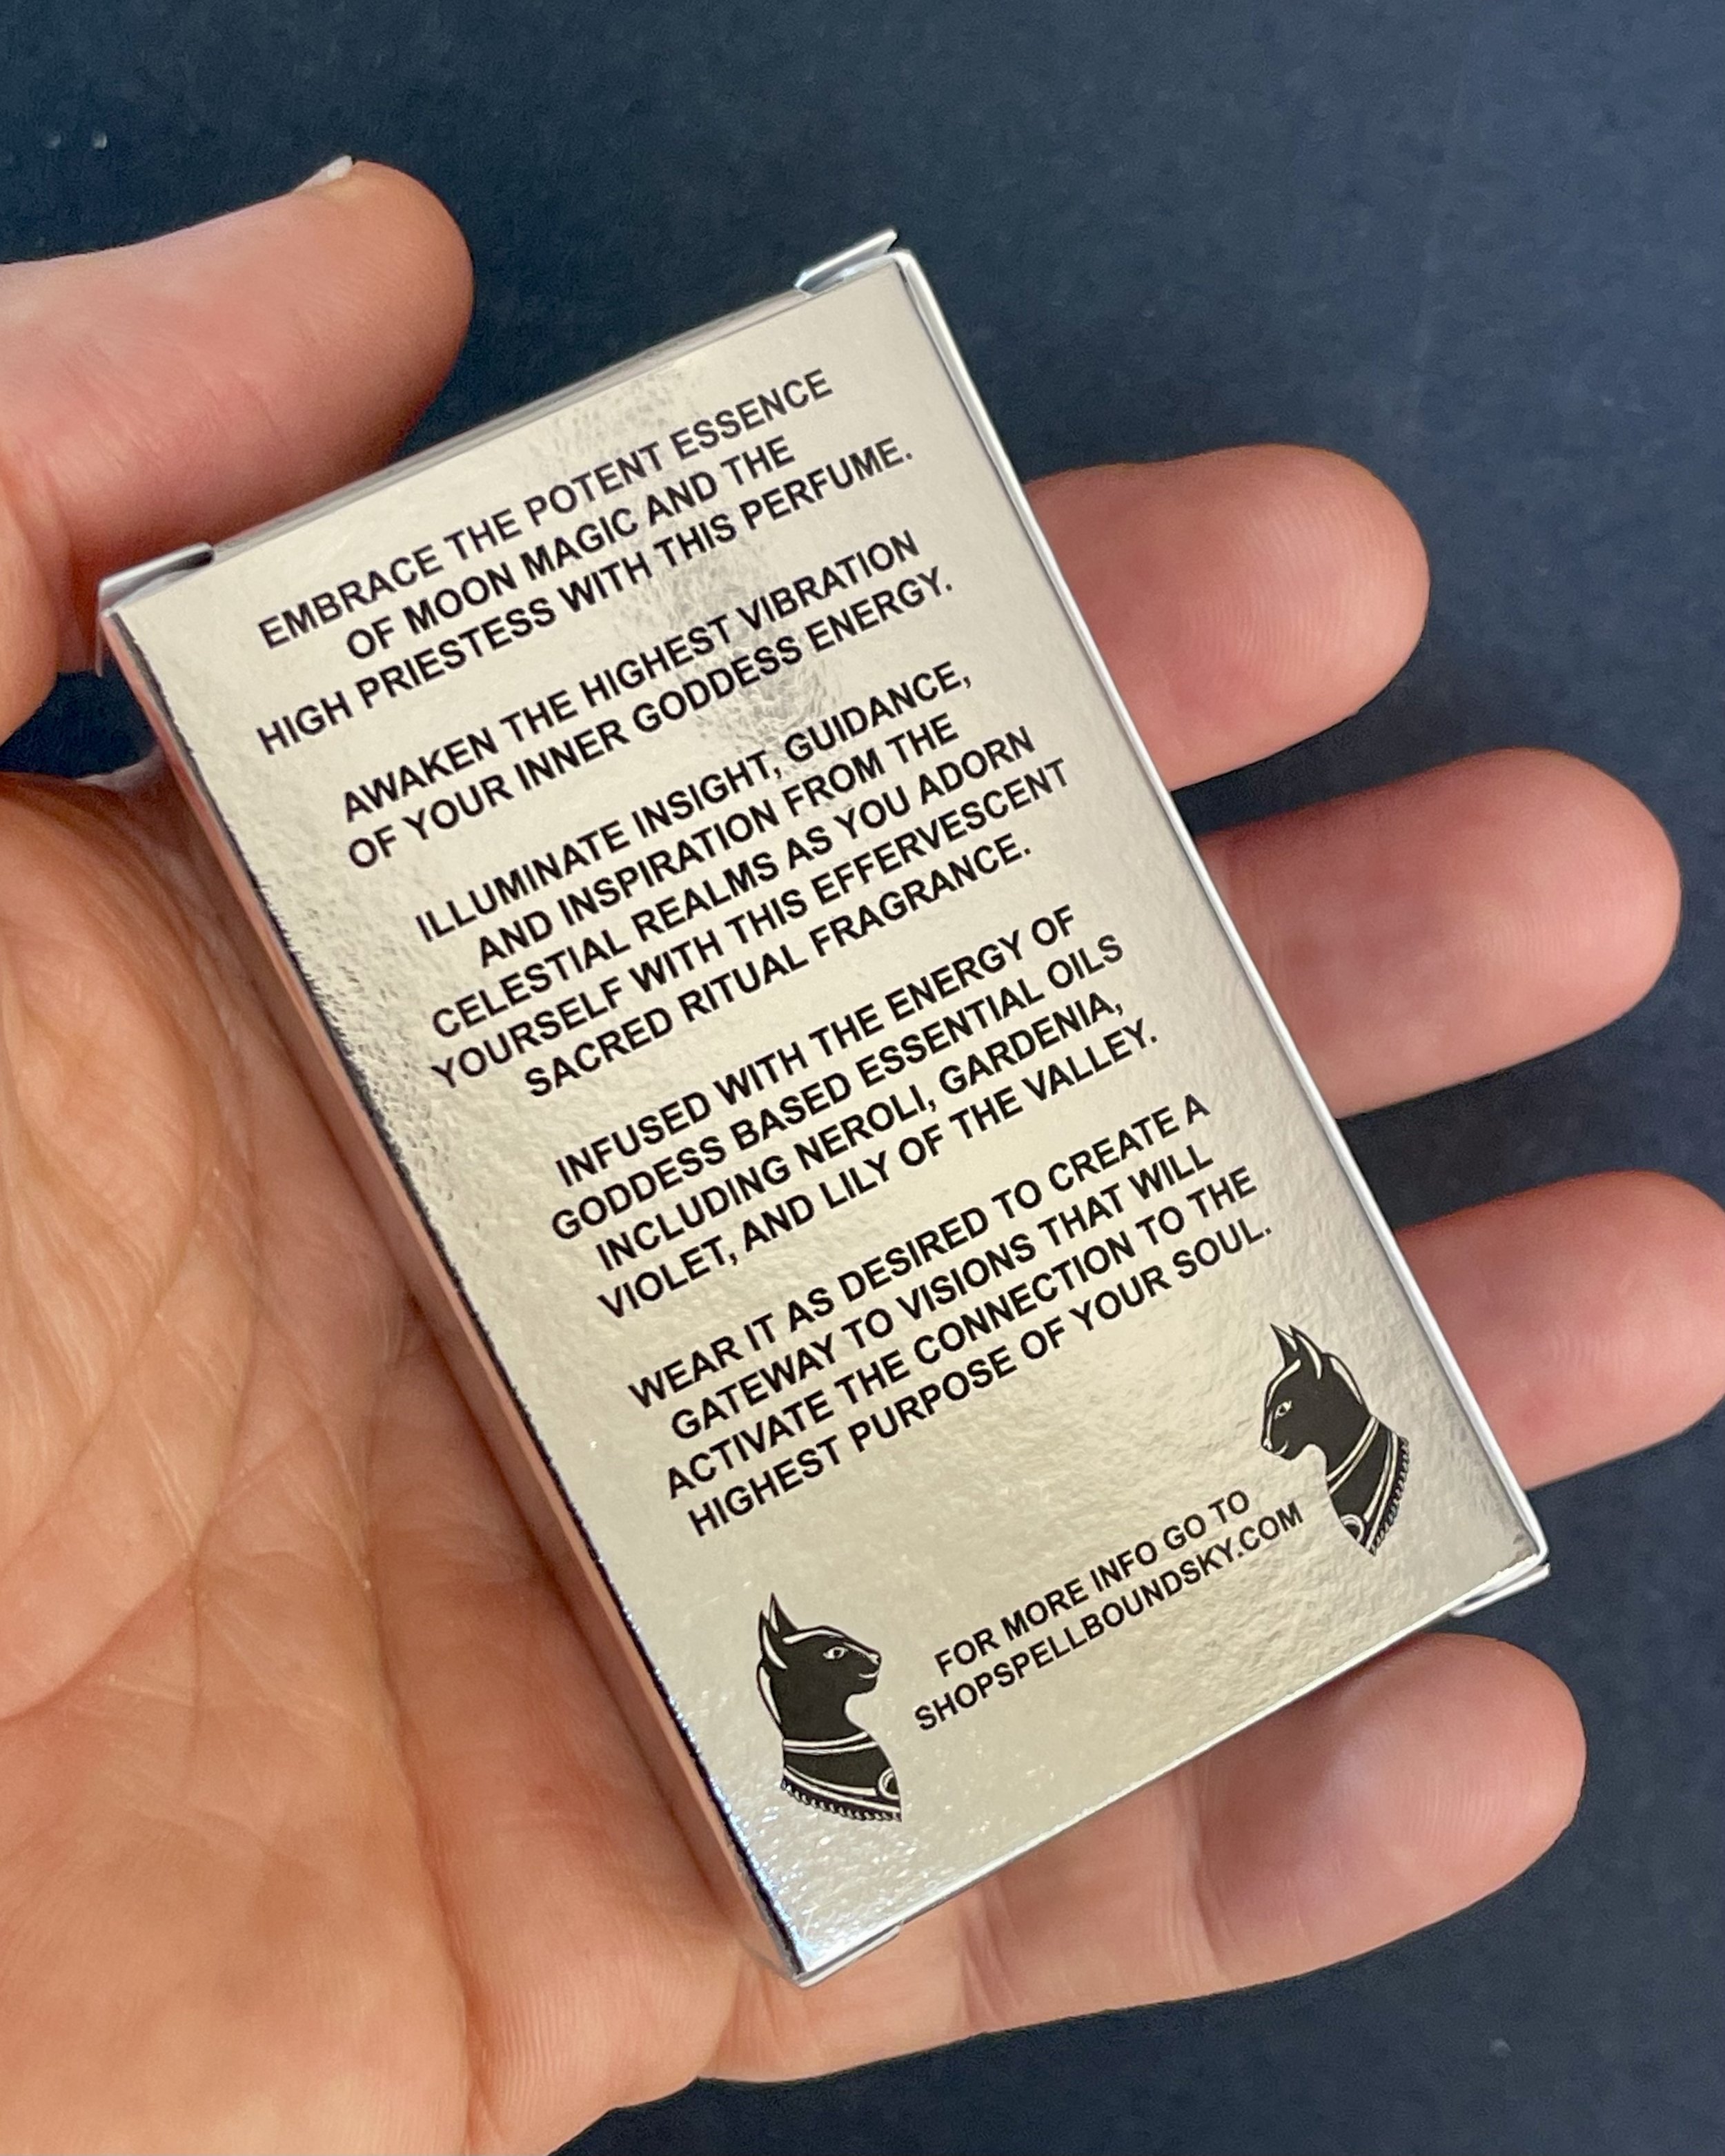 EMBRACE THE POTENT ESSENCE
OF MOON MAGIC AND THE
HIGH PRIESTESS WITH THIS PERFUME.
AWAKEN THE HIGHEST VIBRATION
OF YOUR INNER GODDESS ENERGY.
ILLUMINATE INSIGHT, GUIDANCE,
AND INSPIRATION FROM THE
CELESTIAL REALMS AS YOU ADORN
YOURSELF WITH THIS EFFERVESCENT
SACRED RITUAL FRAGRANCE.
INFUSED WITH THE ENERGY OF
GODDESS BASED ESSENTIAL OILS
INCLUDING NEROLI, GARDENIA,
VIOLET, AND LILY OF THE VALLEY.
WEAR IT AS DESIRED TO CREATE A
GATEWAY TO VISIONS THAT WILL
ACTIVATE THE CONNECTION TO THE
HIGHEST PURPOSE OF YOUR SOUL.
FOR MORE INFO GO TO
SHOPSPELLBOUNDSKY.COM